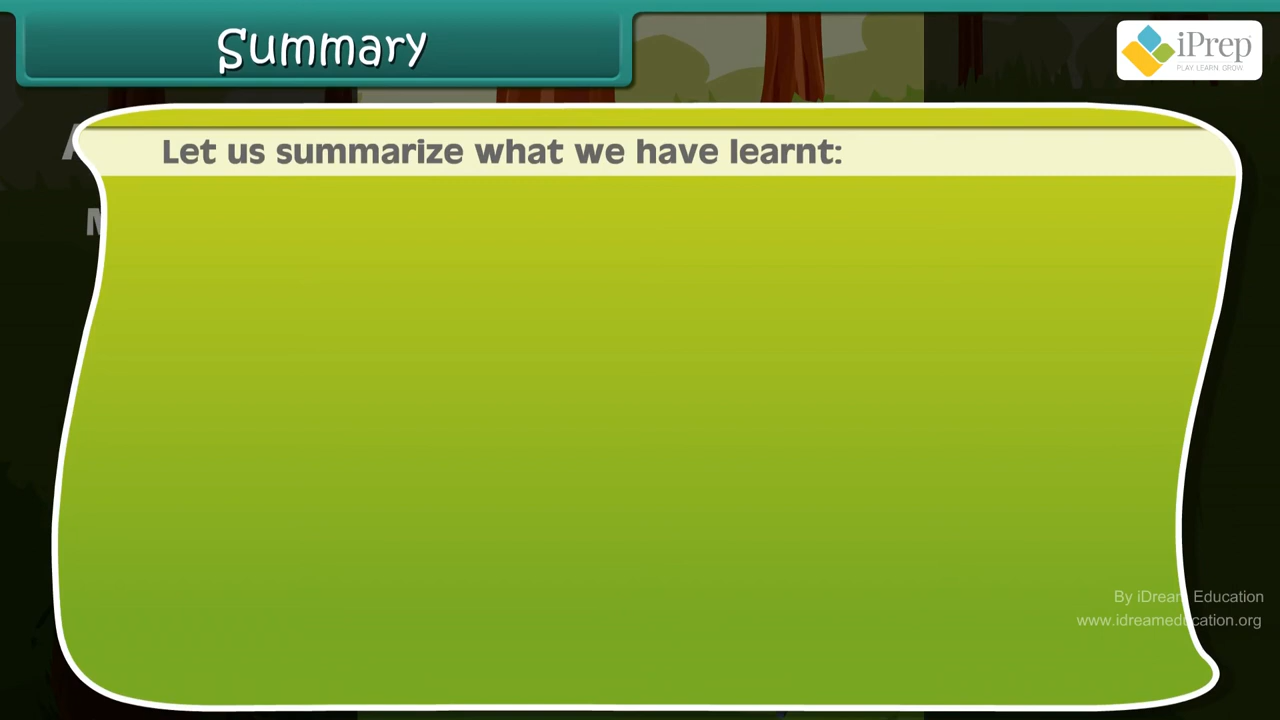 Summary
iPrep
PLAY. LEARN. GROW.
Let us summarize what we have learnt:
By iDream Education
www.idreameducation.org